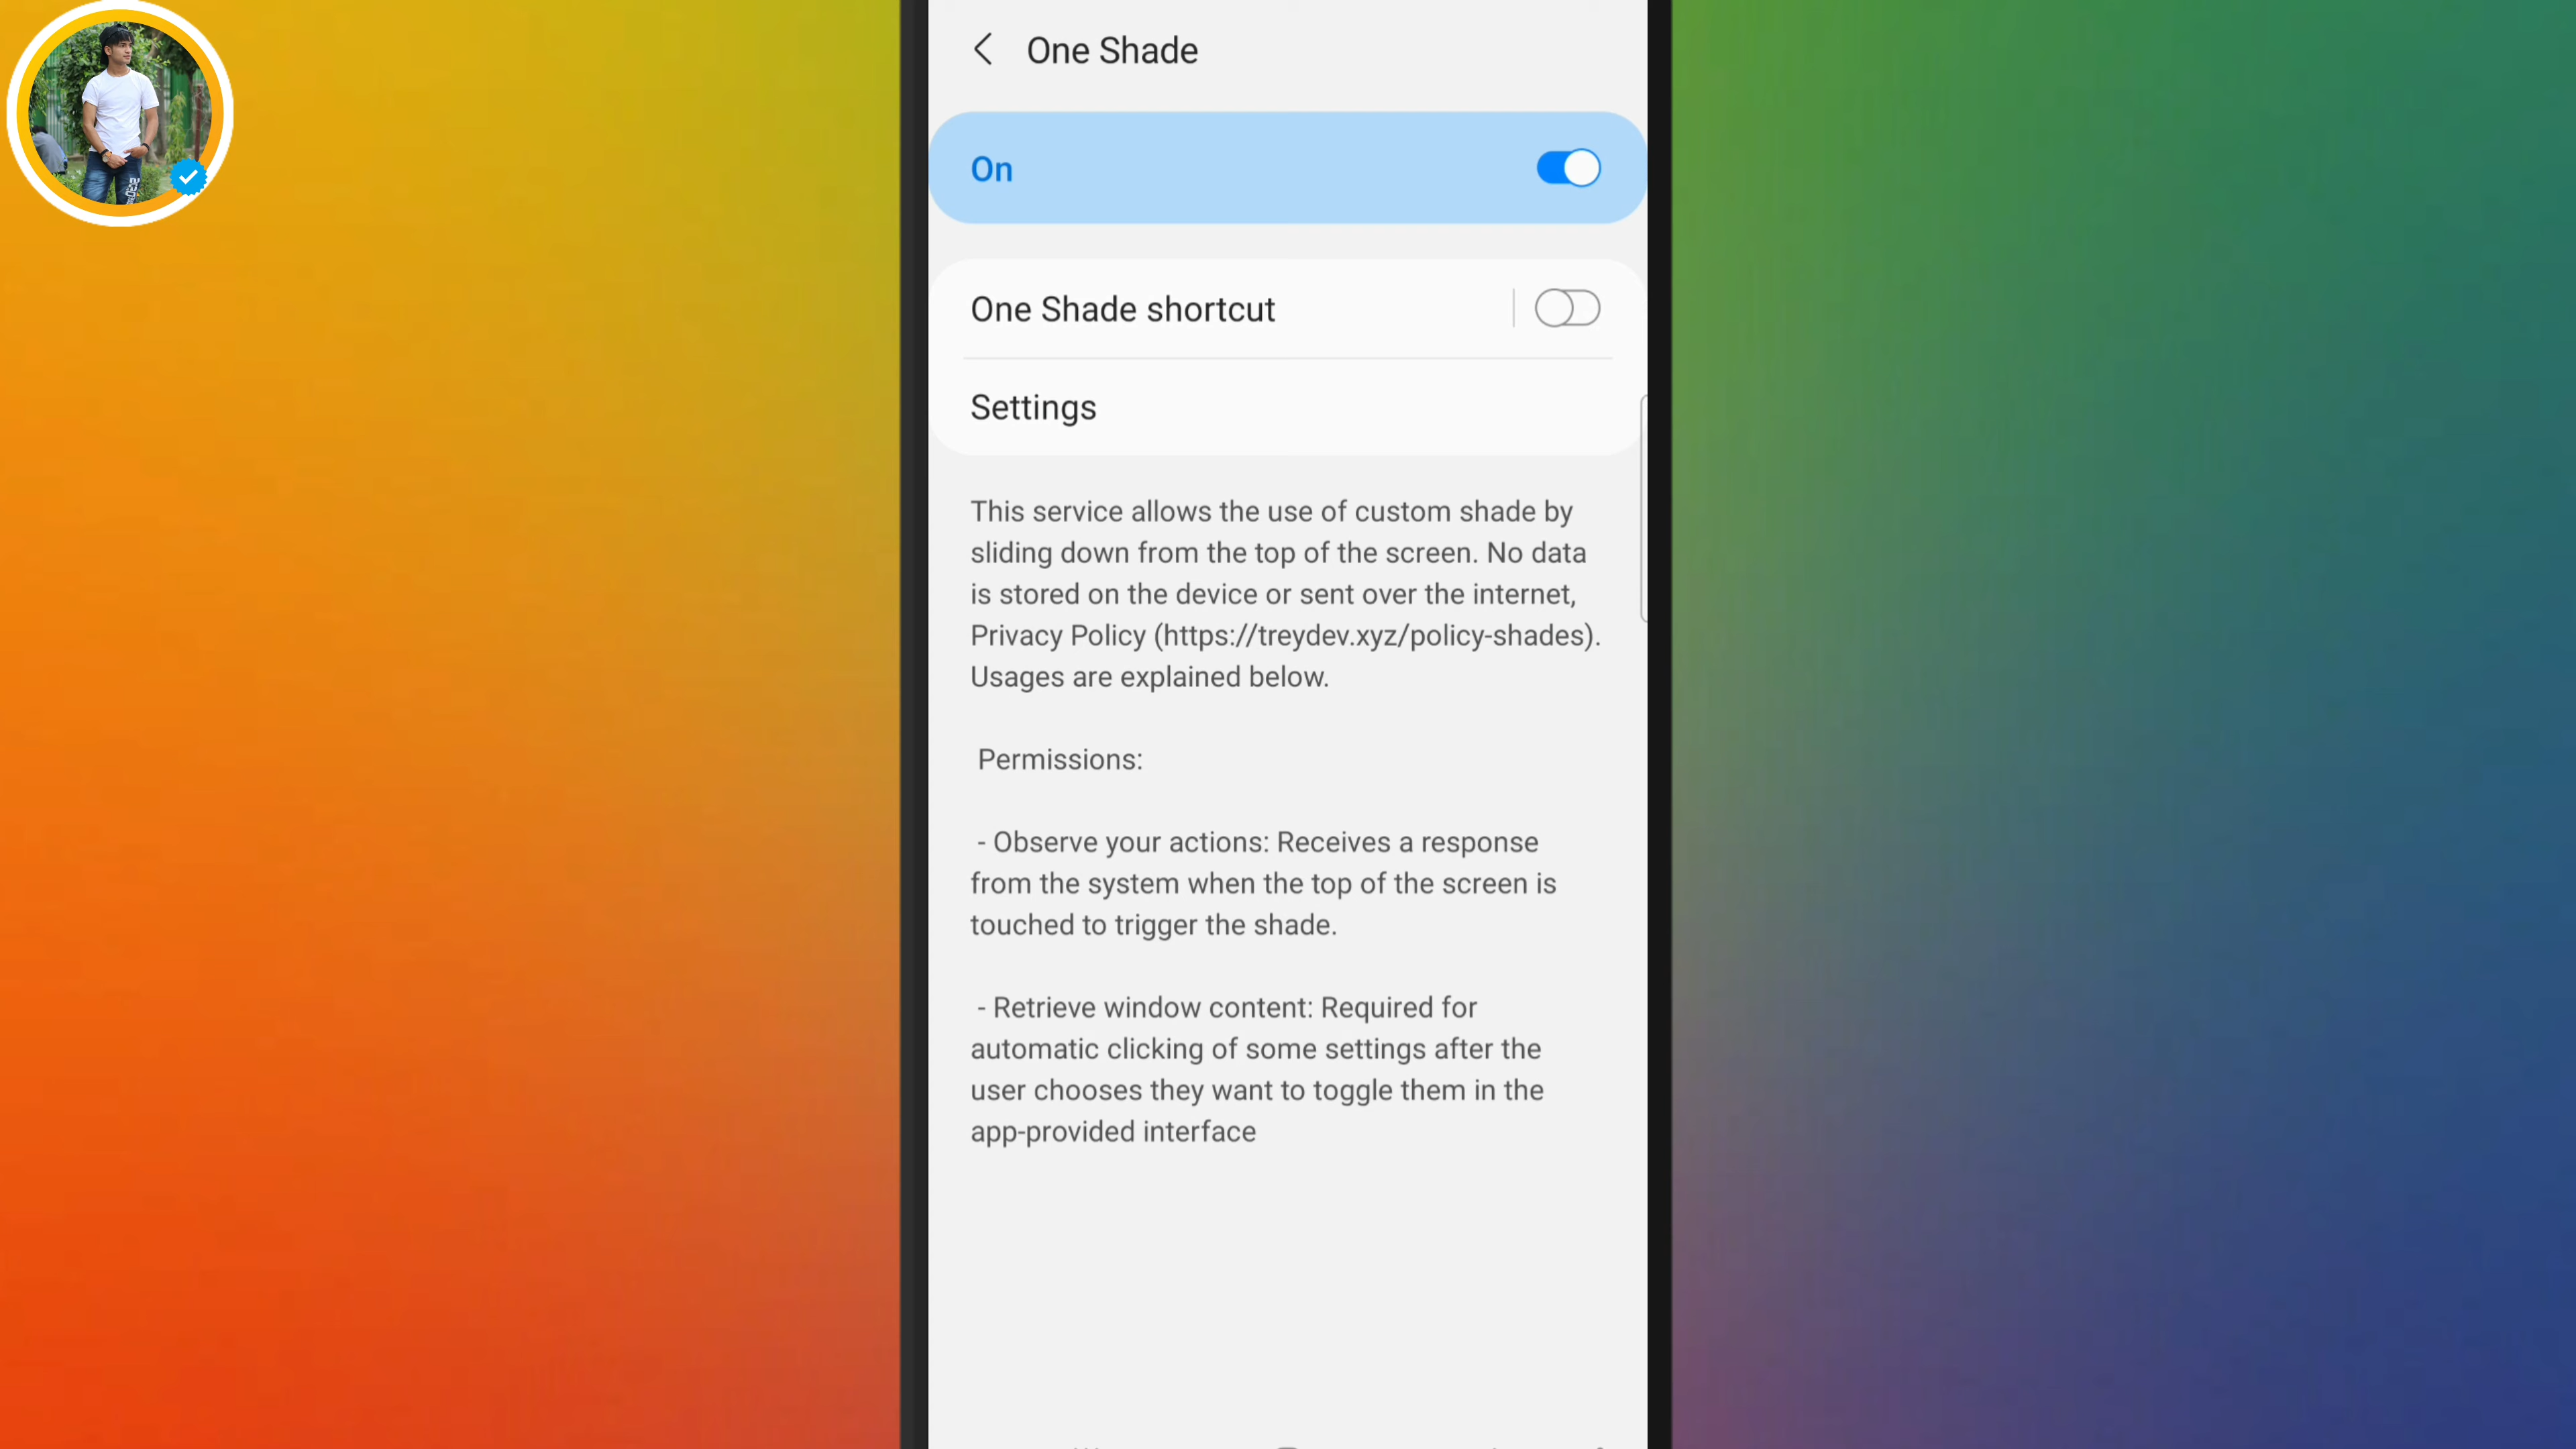 One Shade
On
One Shade shortcut
Settings
This service allows the use of custom shade by
sliding down from the top of the screen. No data
is stored on the device or sent over the internet,
Privacy Policy (https://treydev.xyz/policy-shades).
Usages are explained below.
Permissions:
- Observe your actions: Receives a response
from the system when the top of the screen is
touched to trigger the shade.
- Retrieve window content: Required for
automatic clicking of some settings after the
user chooses they want to toggle them in the
app-provided interface